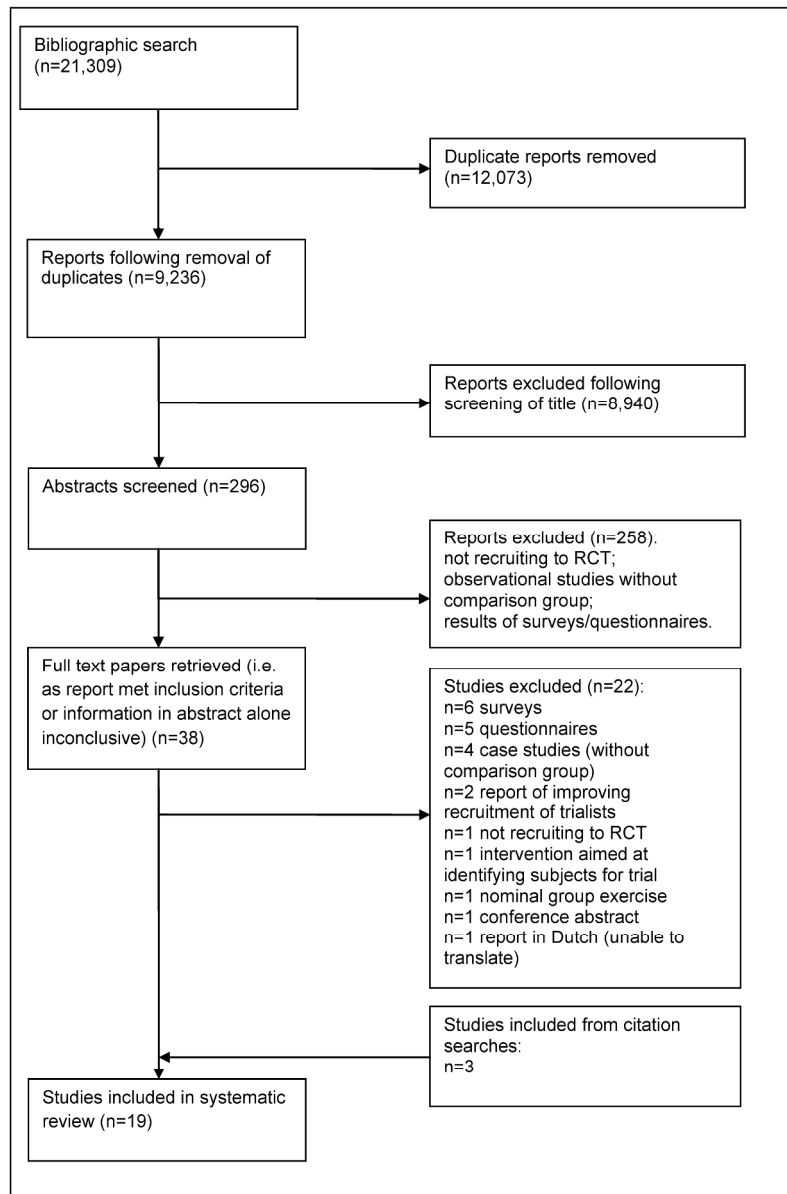 Bibliographic search
(n=21,309)
Duplicate reports removed
(n=12,073)
Reports following removal of
duplicates (n=9,236)
Reports excluded following
screening of title (n=8,940)
Abstracts screened (n=296)
Reports excluded (n=258):
not recruiting to RCT;
observational studies without
comparison group;
results of surveys/questionnaires.
Full text papers retrieved (i.e.
as report met inclusion criteria
or information in abstract alone
inconclusive) (n=38)
Studies excluded (n=22):
n=6 surveys
n=5 questionnaires
n=4 case studies (without
comparison group)
n=2 report of improving
recruitment of trialists
n=1 not recruiting to RCT
n=1 intervention aimed at
identifying subjects for trial
n=1 nominal group exercise
n=1 conference abstract
n=1 report in Dutch (unable to
translate)
Studies included from citation
searches:
n=3
Studies included in systematic
review (n=19)